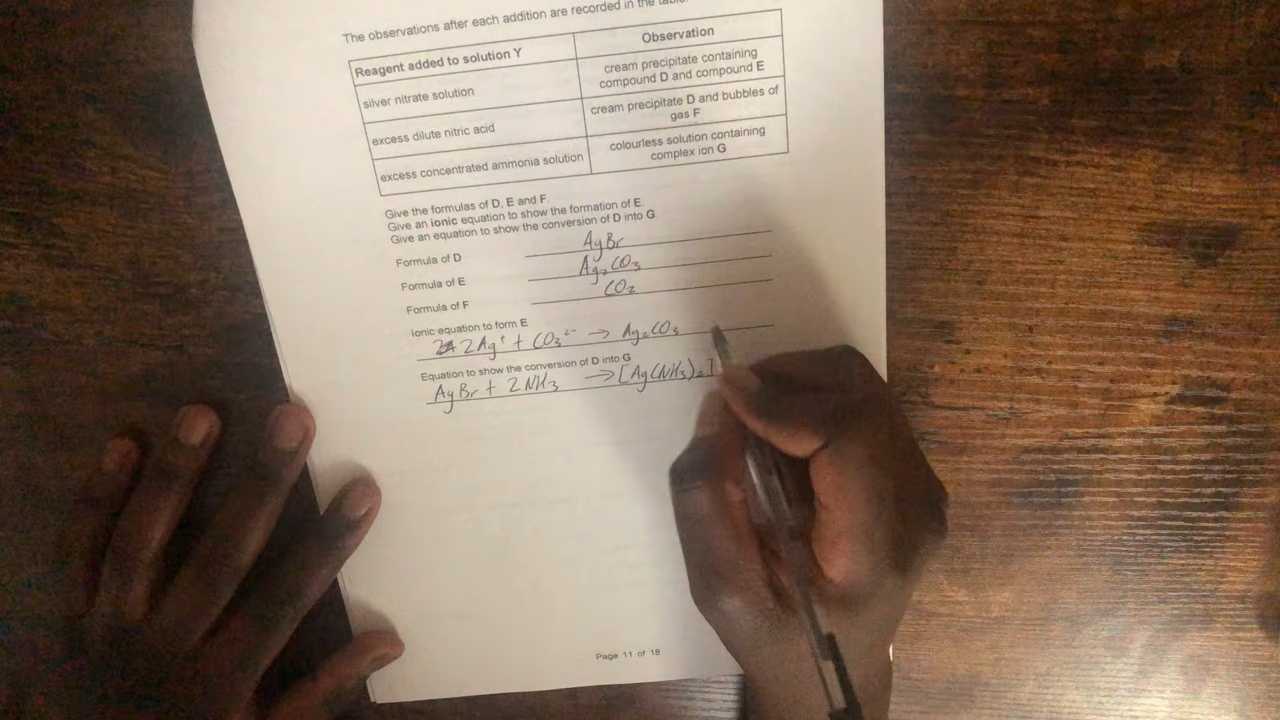 The observations after each addition are recorded in the table.
Reagent added to solution Y
Observation
silver nitrate solution
cream precipitate containing
compound D and compound E
excess dilute nitric acid
cream precipitate D and bubbles of
gas F
excess concentrated ammonia solution
colourless solution containing
complex ion G
Give the formulas of D, E and F.
Give an ionic equation to show the formation of E.
Give an equation to show the conversion of D into G.
Formula of D AgBr
Formula of E Ag₂CO₃
Formula of F CO₂
Ionic equation to form E
2Ag⁺ + CO₃²⁻ → Ag₂CO₃
Equation to show the conversion of D into G
AgBr + 2NH₃ → [Ag(NH₃)₂]
Page 11 of 18